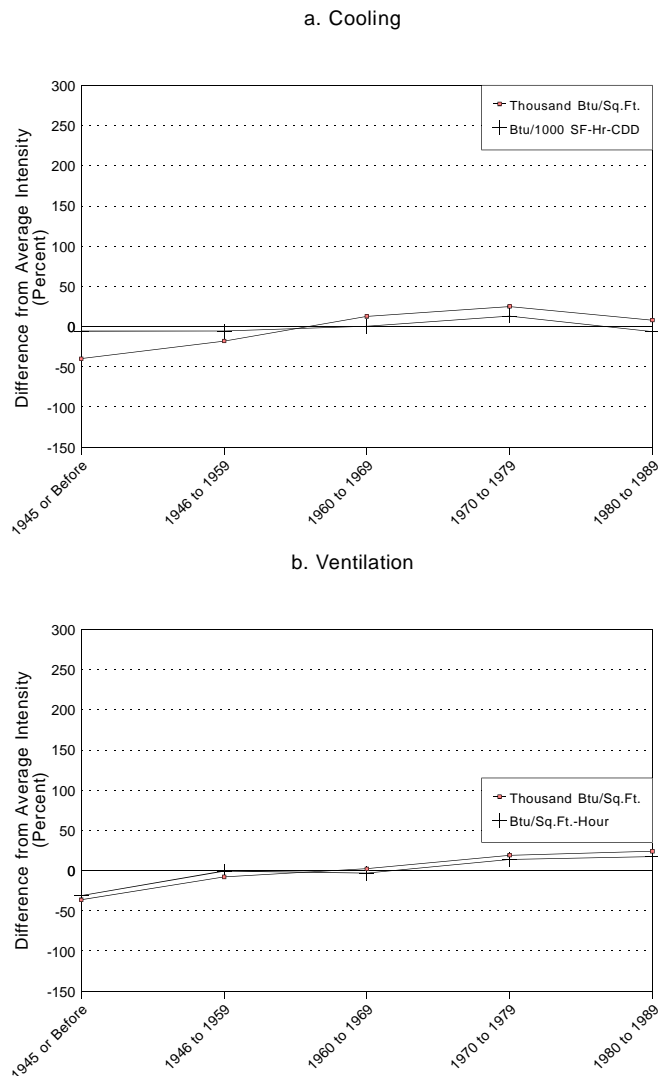 a. Cooling
300
250
200
150
100
50
0
-50
-100
-150
Difference from Average Intensity
(Percent)
Thousand Btu/Sq.Ft.
Btu/1000 SF-Hr-CDD
1945 or Before
1946 to 1959
1960 to 1969
1970 to 1979
1980 to 1989
b. Ventilation
300
250
200
150
100
50
0
-50
-100
-150
Difference from Average Intensity
(Percent)
Thousand Btu/Sq.Ft.
Btu/Sq.Ft.-Hour
1945 or Before
1946 to 1959
1960 to 1969
1970 to 1979
1980 to 1989